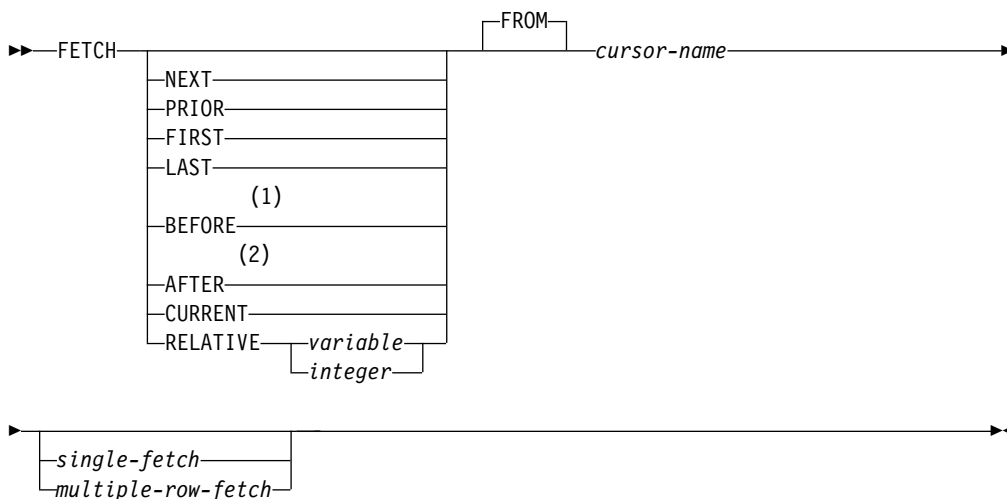 FROM
FETCH cursor-name
NEXT
PRIOR
FIRST
LAST
(1)
BEFORE
(2)
AFTER
CURRENT
RELATIVE variable
integer
single-fetch
multiple-row-fetch